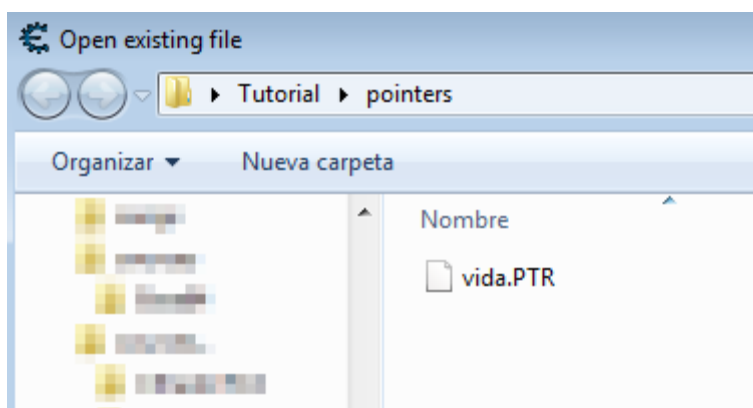 Open existing file
Tutorial pointers
Organizar Nueva carpeta
Nombre
vida.PTR